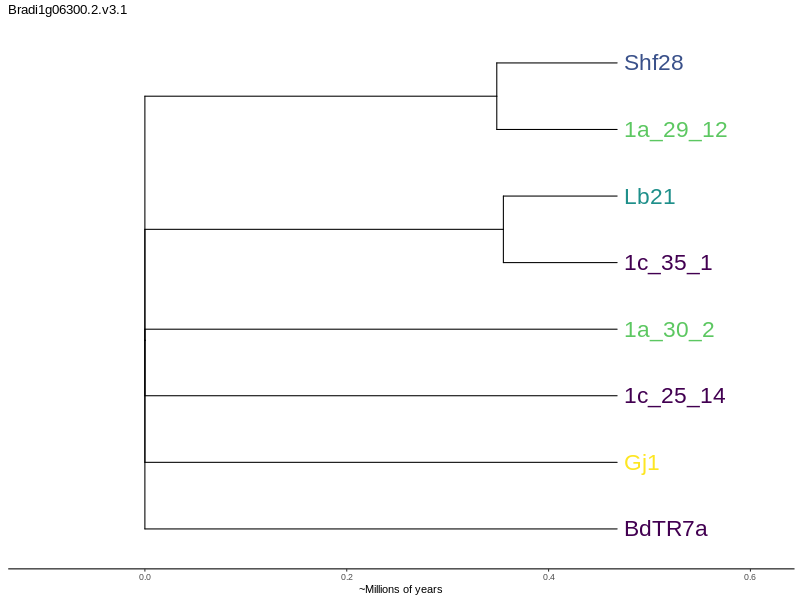 Bradi1g06300.2.v3.1
Shf28
1a_29_12
Lb21
1c_35_1
1a_30_2
1c_25_14
Gj1
BdTR7a
0.0 0.2 0.4 0.6
~Millions of years